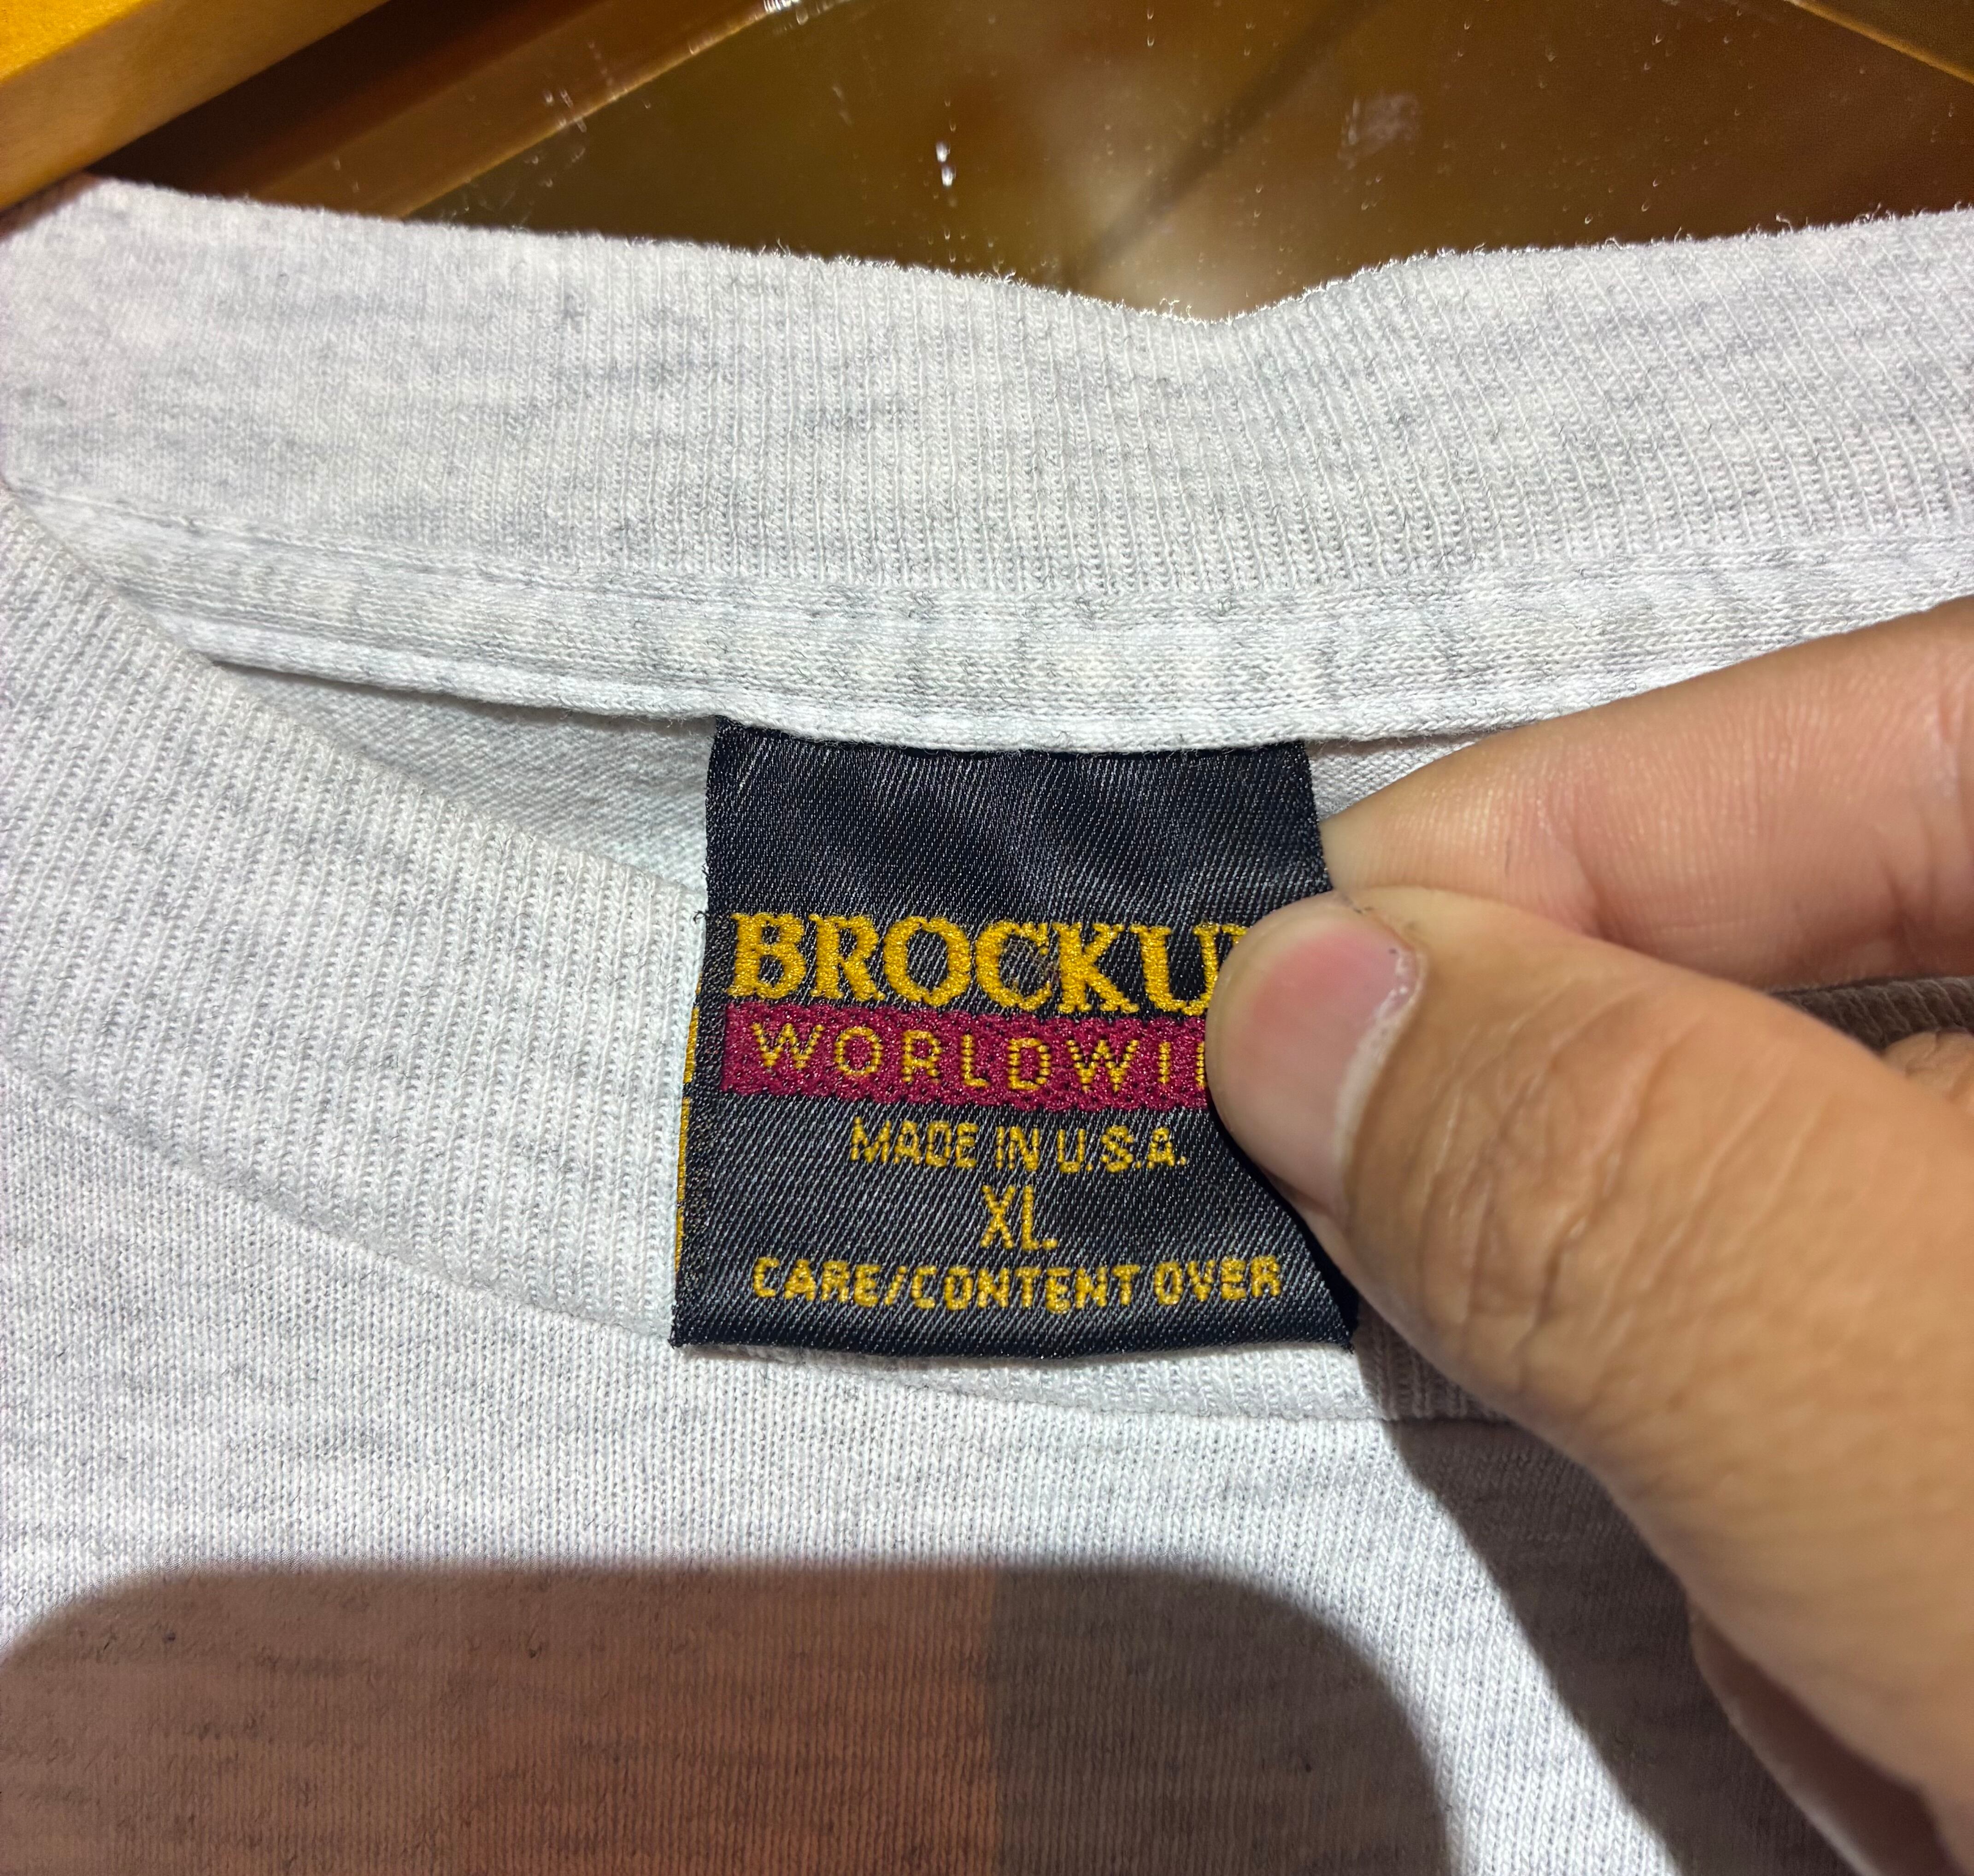 BROCKU
WORLDWI
MADE IN U.S.A.
XL
CARE/CONTENT OVER